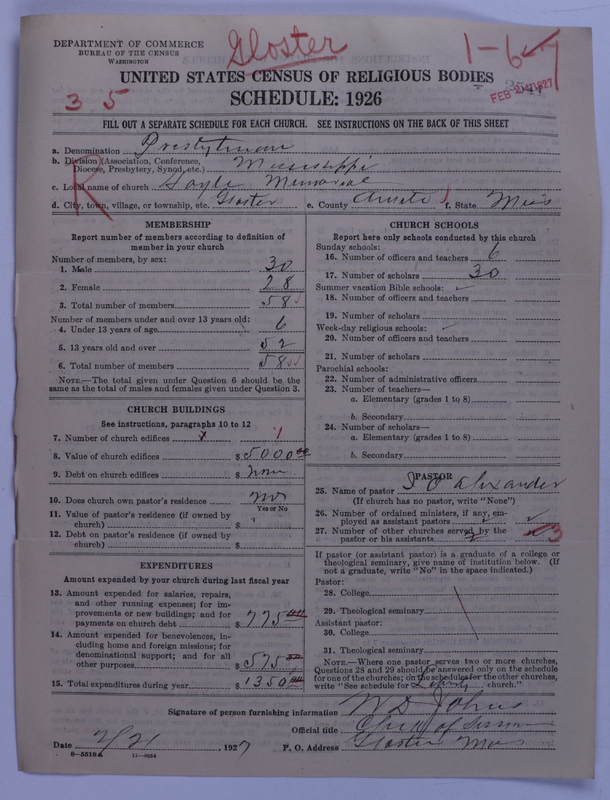 DEPARTMENT OF COMMERCE
BUREAU OF THE CENSUS
WASHINGTON
Gloster
1-6-7
FEB 24 1927
UNITED STATES CENSUS OF RELIGIOUS BODIES
3 5
SCHEDULE: 1926
FILL OUT A SEPARATE SCHEDULE FOR EACH CHURCH. SEE INSTRUCTIONS ON THE BACK OF THIS SHEET
a. Denomination Presbyterian
b. Division (Association, Conference, Diocese, Presbytery, Synod, etc.) Mississippi
R
c. Local name of church Memorial
d. City, town, village, or township, etc. Gloster e. County Amite f. State Miss
MEMBERSHIP
Report number of members according to definition of
member in your church
Number of members, by sex:
1. Male 30
2. Female 28
3. Total number of members 58
Number of members under and over 13 years old:
4. Under 13 years of age 6
5. 13 years old and over 52
6. Total number of members 58
NOTE.—The total given under Question 6 should be the
same as the total of males and females given under Question 3.
CHURCH BUILDINGS
See instructions, paragraphs 10 to 12
7. Number of church edifices 1
8. Value of church edifices $ 5000.00
9. Debt on church edifices $ none
10. Does church own pastor's residence no
Yes or No
11. Value of pastor's residence (if owned by
church) $
12. Debt on pastor's residence (if owned by
church) $
EXPENDITURES
Amount expended by your church during last fiscal year
13. Amount expended for salaries, repairs,
and other running expenses; for im-
provements or new buildings; and for
payments on church debt $ 775
14. Amount expended for benevolences, in-
cluding home and foreign missions; for
denominational support; and for all
other purposes $ 575
15. Total expenditures during year $ 1350
CHURCH SCHOOLS
Report here only schools conducted by this church
Sunday schools:
16. Number of officers and teachers 6
17. Number of scholars 30
Summer vacation Bible schools:
18. Number of officers and teachers
19. Number of scholars
Week-day religious schools:
20. Number of officers and teachers
21. Number of scholars
Parochial schools:
22. Number of administrative officers
23. Number of teachers—
a. Elementary (grades 1 to 8)
b. Secondary
24. Number of scholars—
a. Elementary (grades 1 to 8)
b. Secondary
PASTOR
25. Name of pastor Alexander
(If church has no pastor, write "None")
26. Number of ordained ministers, if any, em-
ployed as assistant pastors
27. Number of other churches served by the
pastor or his assistants 3
If pastor (or assistant pastor) is a graduate of a college or
theological seminary, give name of institution below. (If
not a graduate, write "No" in the space indicated.)
Pastor:
28. College
29. Theological seminary
Assistant pastor:
30. College
31. Theological seminary
NOTE.—Where one pastor serves two or more churches,
Questions 28 and 29 should be answered only on the schedule
for one of the churches; on the schedules for the other churches,
write "See schedule for Liberty church."
Signature of person furnishing information W D Johns
Official title Clerk of Session
Date 2/21 1927 P. O. Address Gloster Miss
8-5518a 11-9034